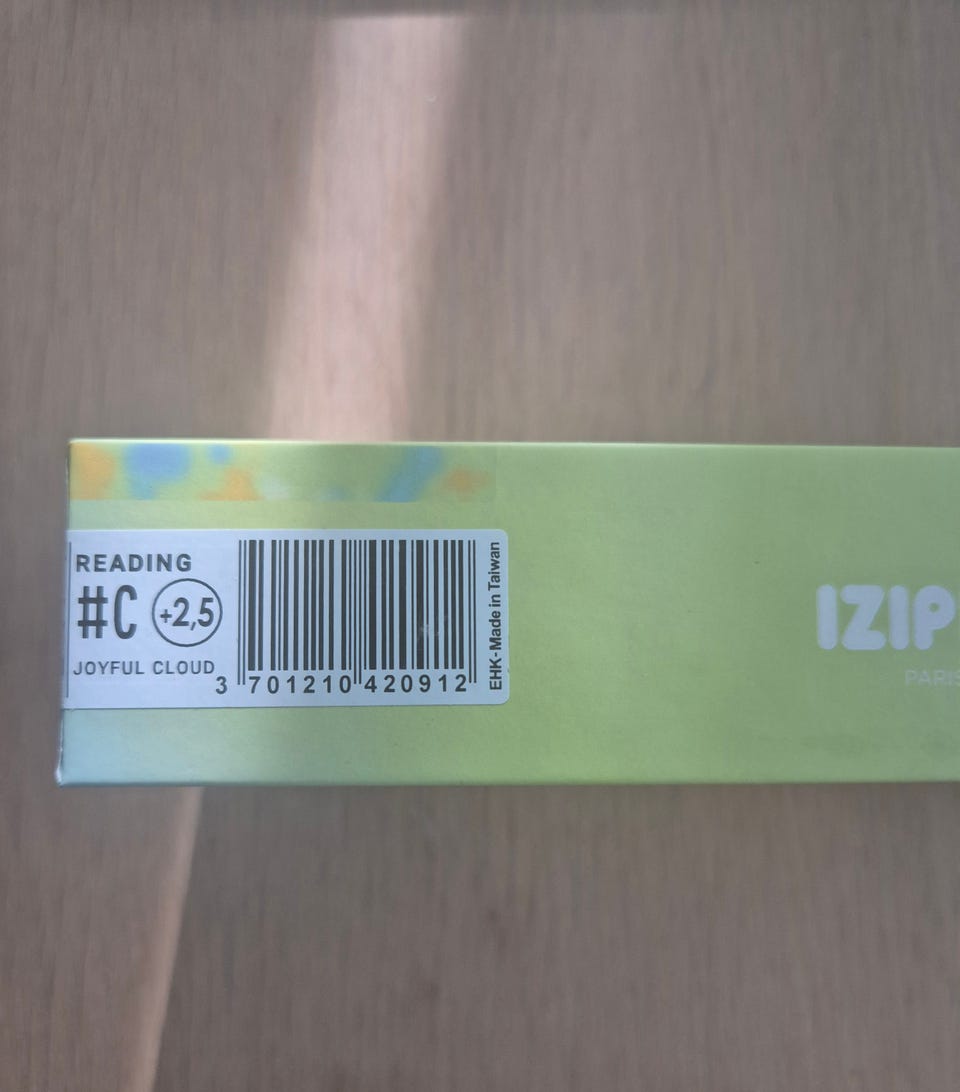 READING
#C +2,5
JOYFUL CLOUD
3 701210 420912
EHK-Made in Taiwan
IZIP
PARIS